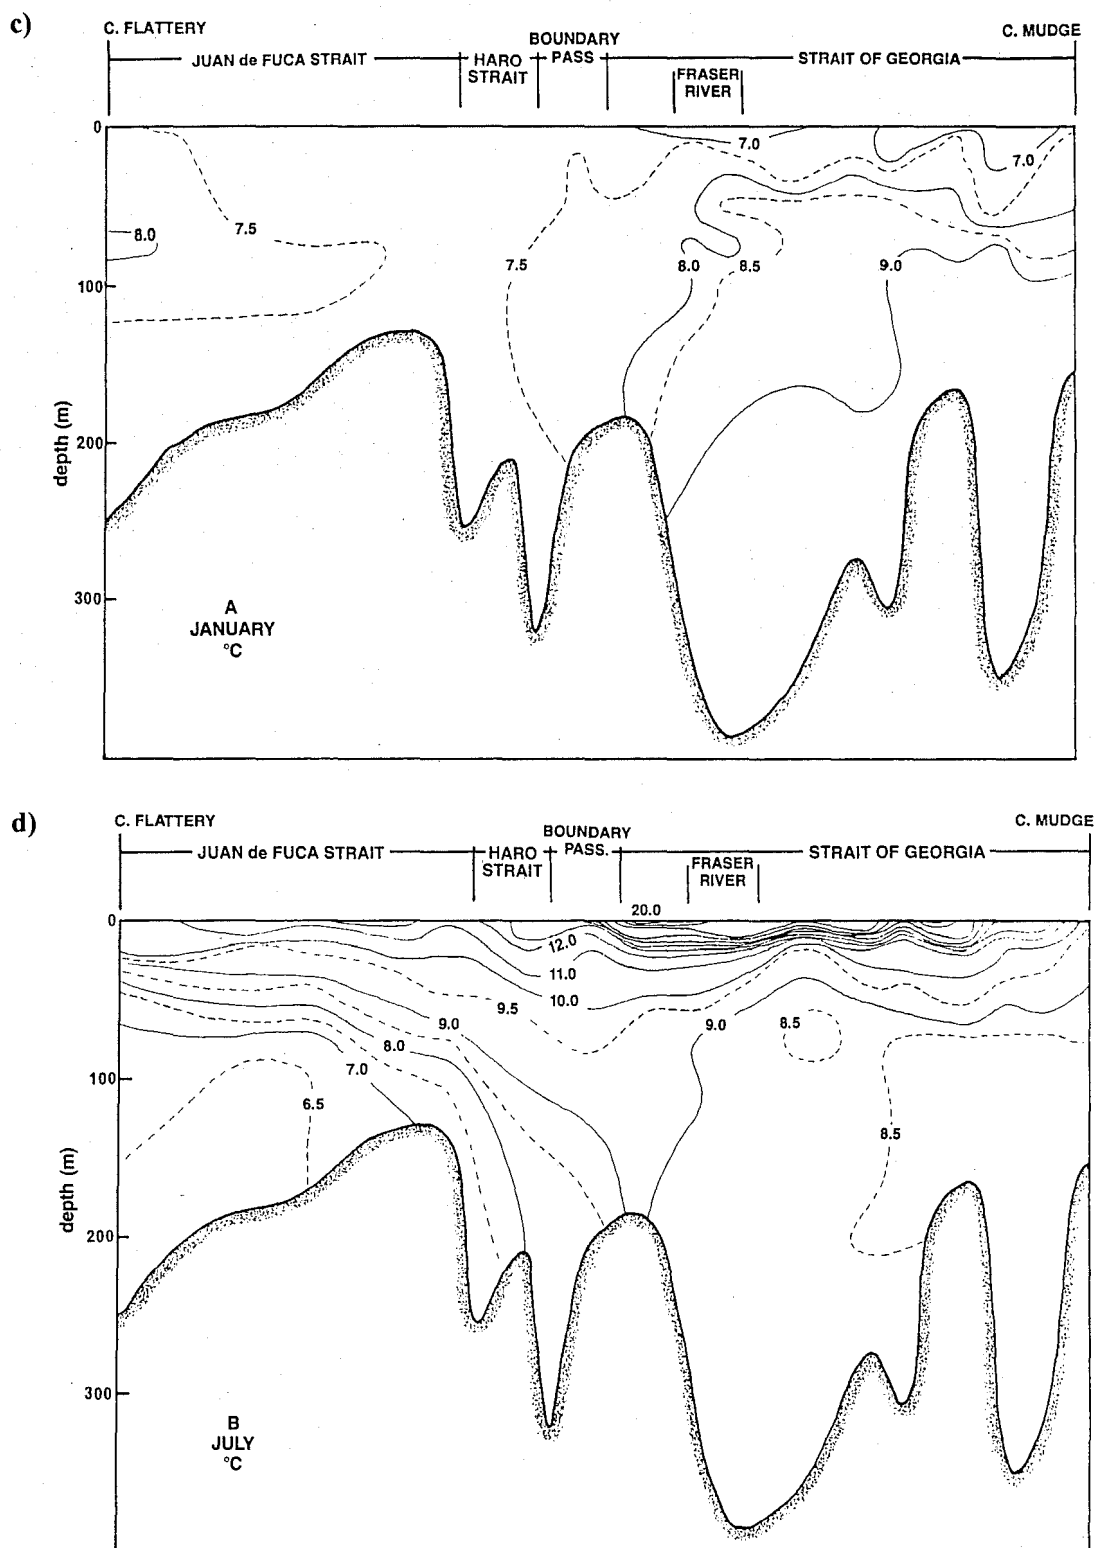 c)
C. FLATTERY
C. MUDGE
JUAN de FUCA STRAIT
HARO
STRAIT
BOUNDARY
PASS
STRAIT OF GEORGIA
FRASER
RIVER
0
100
200
300
depth (m)
7.0
7.0
8.0
7.5
7.5
8.0
8.5
9.0
A
JANUARY
°C
d)
C. FLATTERY
C. MUDGE
JUAN de FUCA STRAIT
HARO
STRAIT
BOUNDARY
PASS.
STRAIT OF GEORGIA
FRASER
RIVER
0
100
200
300
depth (m)
20.0
12.0
11.0
10.0
9.5
9.0
9.0
8.5
8.0
7.0
6.5
8.5
B
JULY
°C